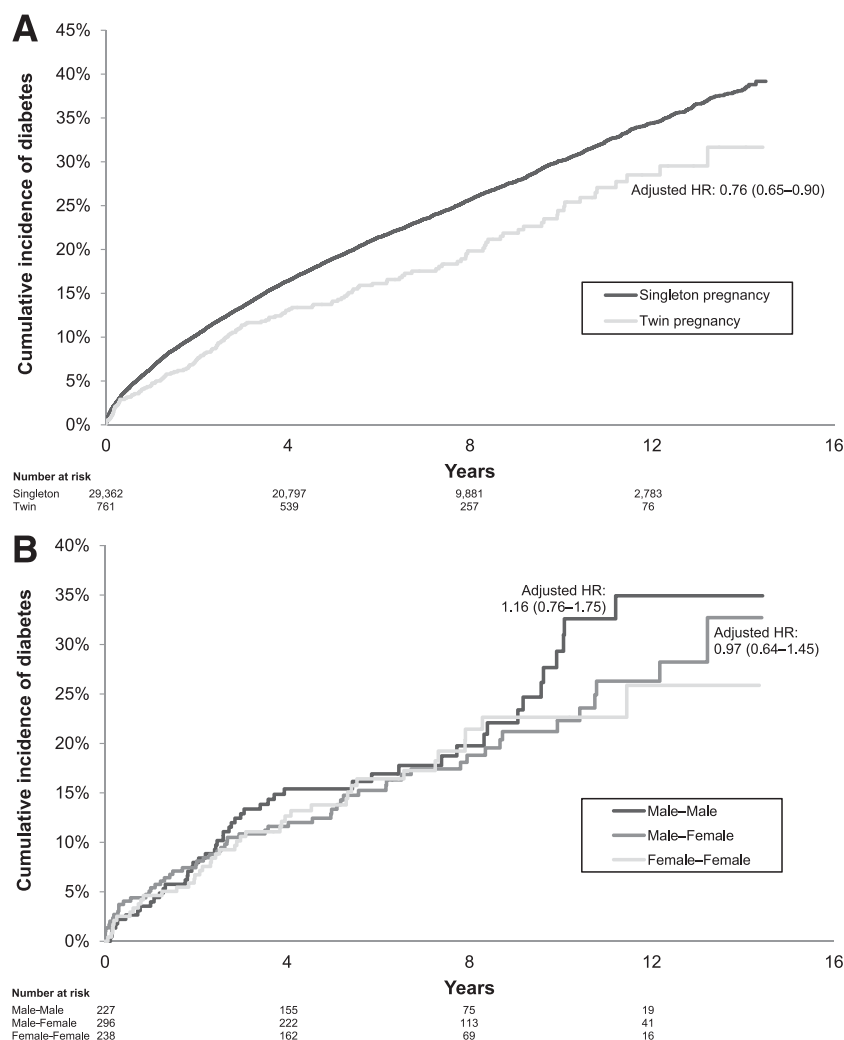 A
45%
40%
35%
30%
25%
20%
15%
10%
5%
0%
Cumulative incidence of diabetes
Adjusted HR: 0.76 (0.65–0.90)
Singleton pregnancy
Twin pregnancy
0 4 8 12 16
Years
Number at risk
Singleton 29,362 20,797 9,881 2,783
Twin 761 539 257 76
B
40%
35%
30%
25%
20%
15%
10%
5%
0%
Cumulative incidence of diabetes
Adjusted HR:
1.16 (0.76–1.75)
Adjusted HR:
0.97 (0.64–1.45)
Male–Male
Male–Female
Female–Female
0 4 8 12 16
Years
Number at risk
Male–Male 227 155 75 19
Male–Female 296 222 113 41
Female–Female 238 162 69 16